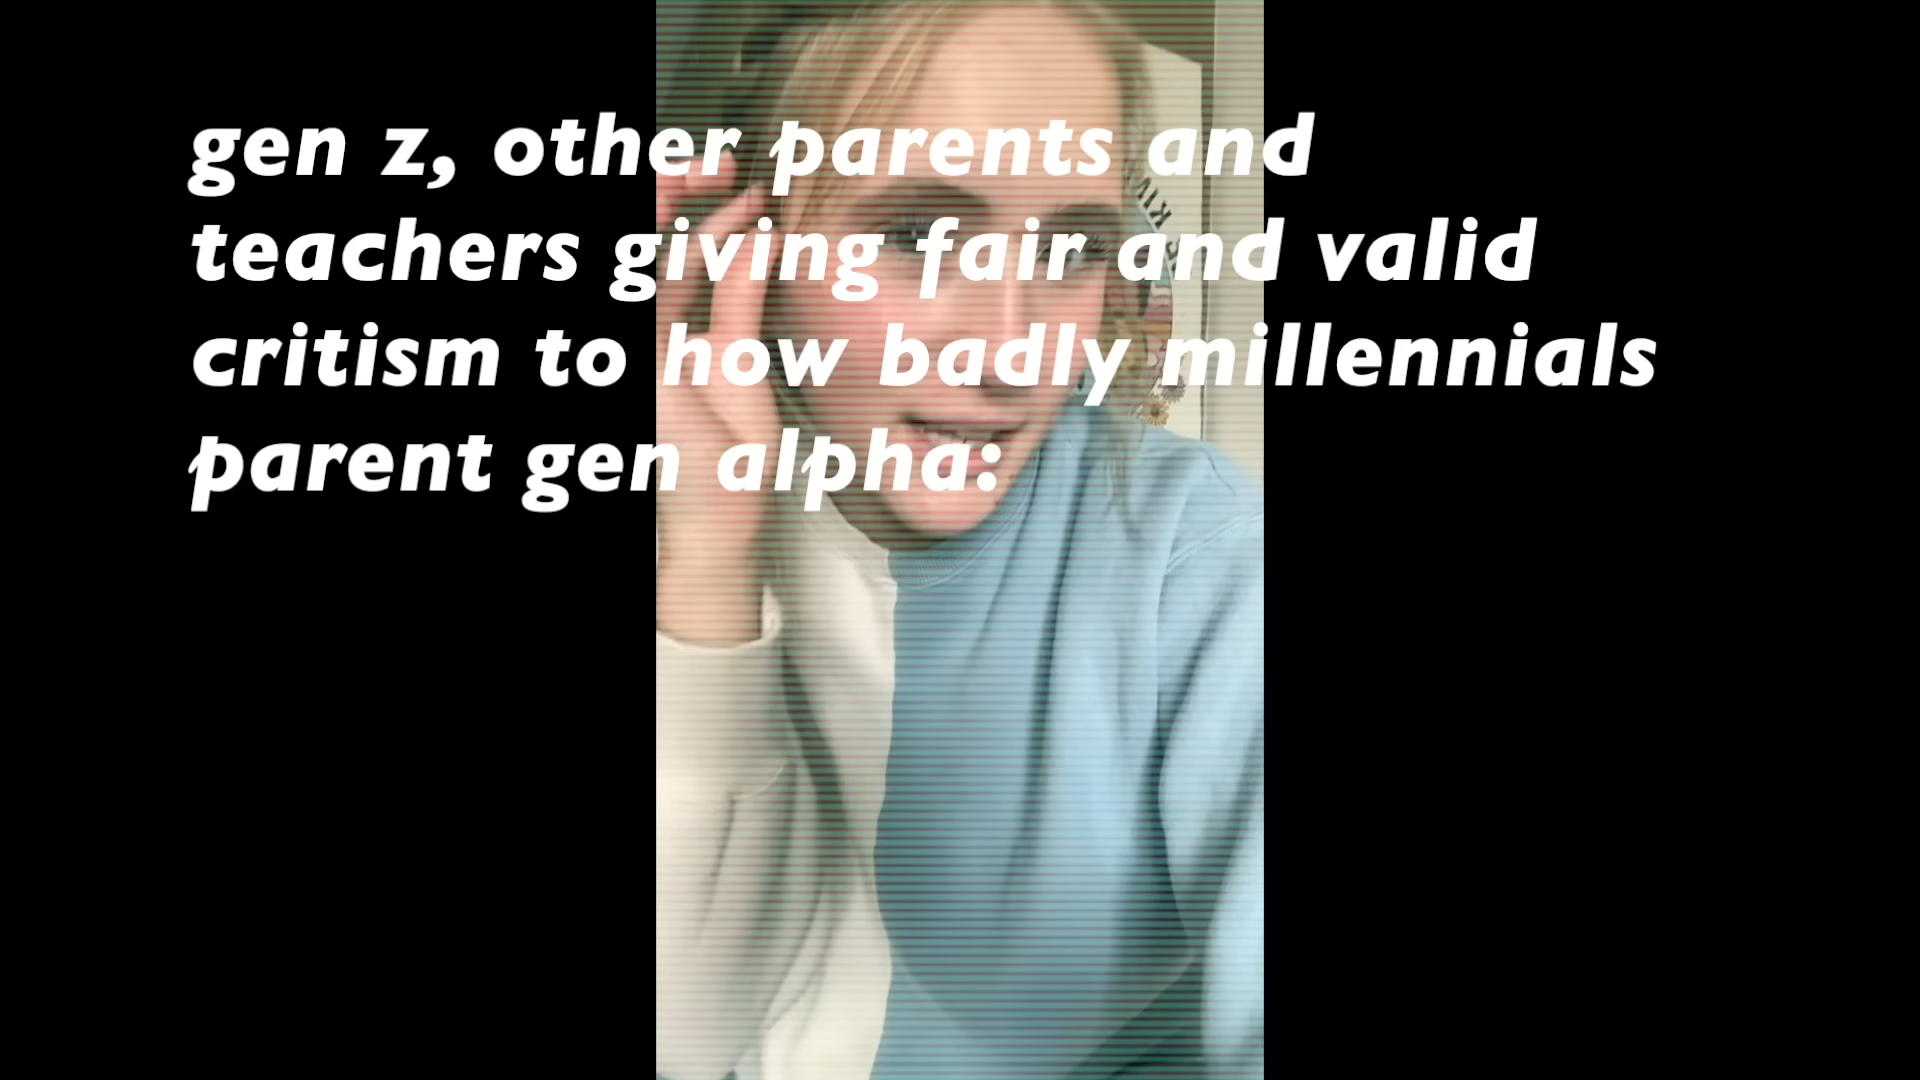 gen z, other parents and
teachers giving fair and valid
critism to how badly millennials
parent gen alpha: